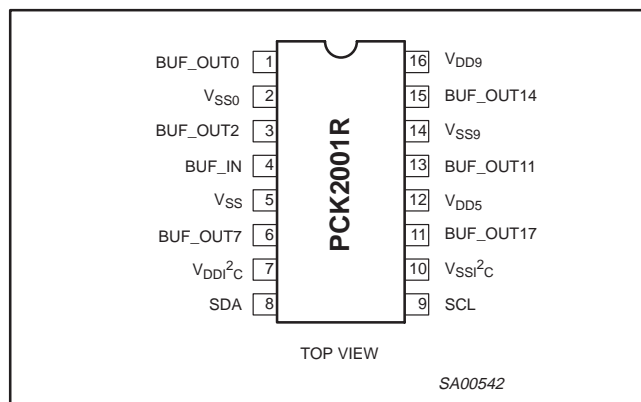 BUF_OUT0 1 16 VDD9
VSS0 2 15 BUF_OUT14
BUF_OUT2 3 14 VSS9
BUF_IN 4 13 BUF_OUT11
VSS 5 12 VDD5
BUF_OUT7 6 11 BUF_OUT17
VDDI²C 7 10 VSSI²C
SDA 8 9 SCL
PCK2001R
TOP VIEW
SA00542